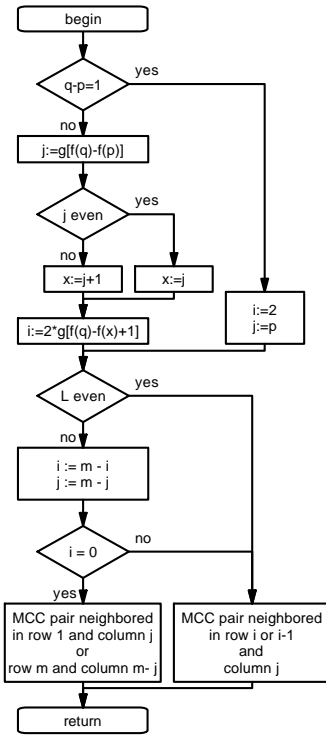 begin
q-p=1
yes
no
j:=g[f(q)-f(p)]
j even
yes
no
x:=j+1
x:=j
i:=2
j:=p
i:=2*g[f(q)-f(x)+1]
L even
yes
no
i := m - i
j := m - j
i = 0
no
yes
MCC pair neighbored
in row 1 and column j
or
row m and column m- j
MCC pair neighbored
in row i or i-1
and
column j
return